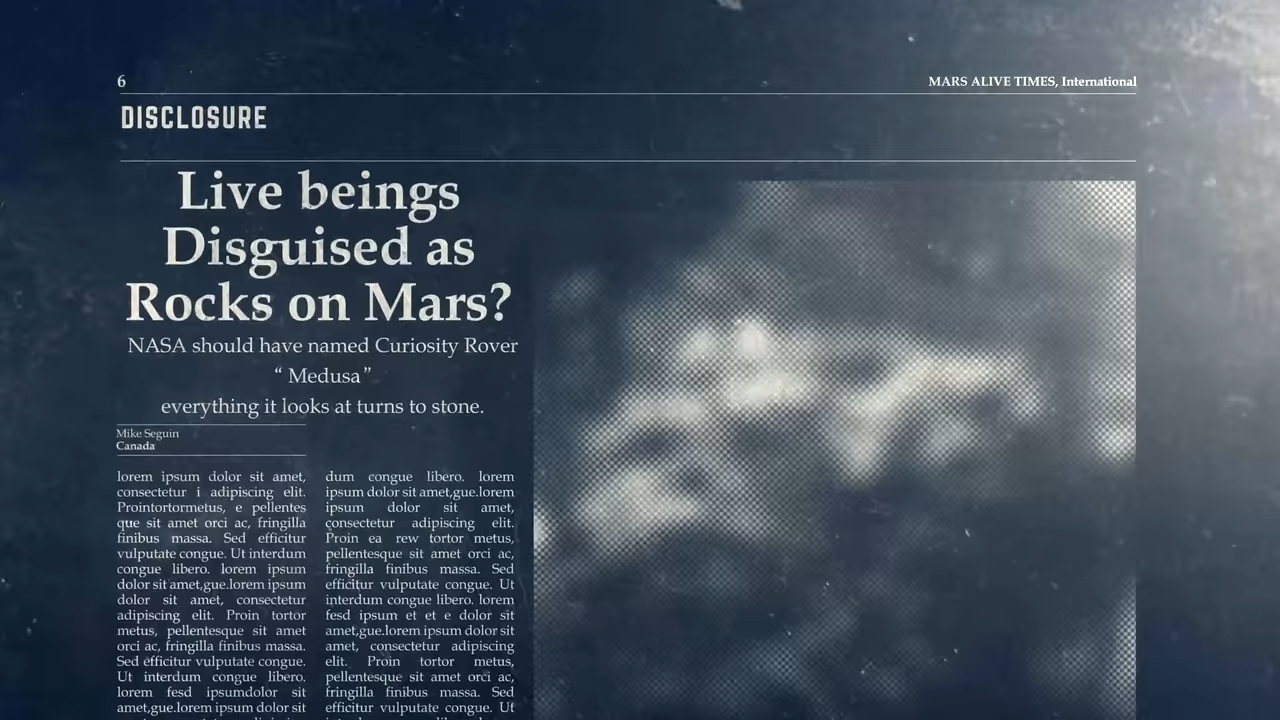 6
MARS ALIVE TIMES, International
DISCLOSURE
Live beings
Disguised as
Rocks on Mars?
NASA should have named Curiosity Rover
“ Medusa ”
everything it looks at turns to stone.
Mike Seguin
Canada
lorem ipsum dolor sit amet,
consectetur i adipiscing elit.
Prointortormetus, e pellentes
que sit amet orci ac, fringilla
finibus massa. Sed efficitur
vulputate congue. Ut interdum
congue libero. lorem ipsum
dolor sit amet,gue.lorem ipsum
dolor sit amet, consectetur
adipiscing elit. Proin tortor
metus, pellentesque sit amet
orci ac, fringilla finibus massa.
Sed efficitur vulputate congue.
Ut interdum congue libero.
lorem fesd ipsumdolor sit
amet,gue.lorem ipsum dolor sit
dum congue libero. lorem
ipsum dolor sit amet,gue.lorem
ipsum dolor sit amet,
consectetur adipiscing elit.
Proin ea rew tortor metus,
pellentesque sit amet orci ac,
fringilla finibus massa. Sed
efficitur vulputate congue. Ut
interdum congue libero. lorem
fesd ipsum et et e dolor sit
amet,gue.lorem ipsum dolor sit
amet, consectetur adipiscing
elit. Proin tortor metus,
pellentesque sit amet orci ac,
fringilla finibus massa. Sed
efficitur vulputate congue. Ut